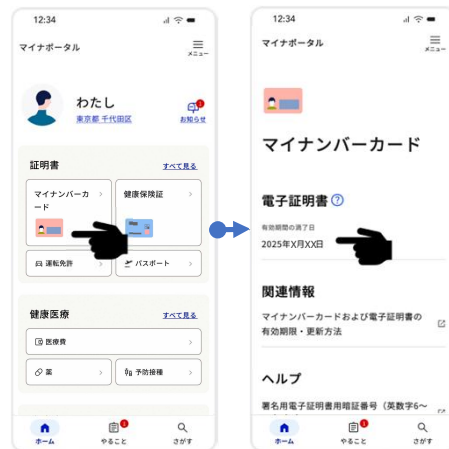 12:34
マイナポータル
メニュー
わたし
東京都 千代田区
1
お知らせ
証明書
すべて見る
マイナンバーカ
ード
健康保険証
運転免許
パスポート
健康医療
すべて見る
医療費
薬
予防接種
1
ホーム
やること
さがす
12:34
マイナポータル
メニュー
マイナンバーカード
電子証明書?
有効期間の満了日
2025年X月XX日
関連情報
マイナンバーカードおよび電子証明書の
有効期限・更新方法
ヘルプ
署名用電子証明書用暗証番号(英数字6〜
1
ホーム
やること
さがす